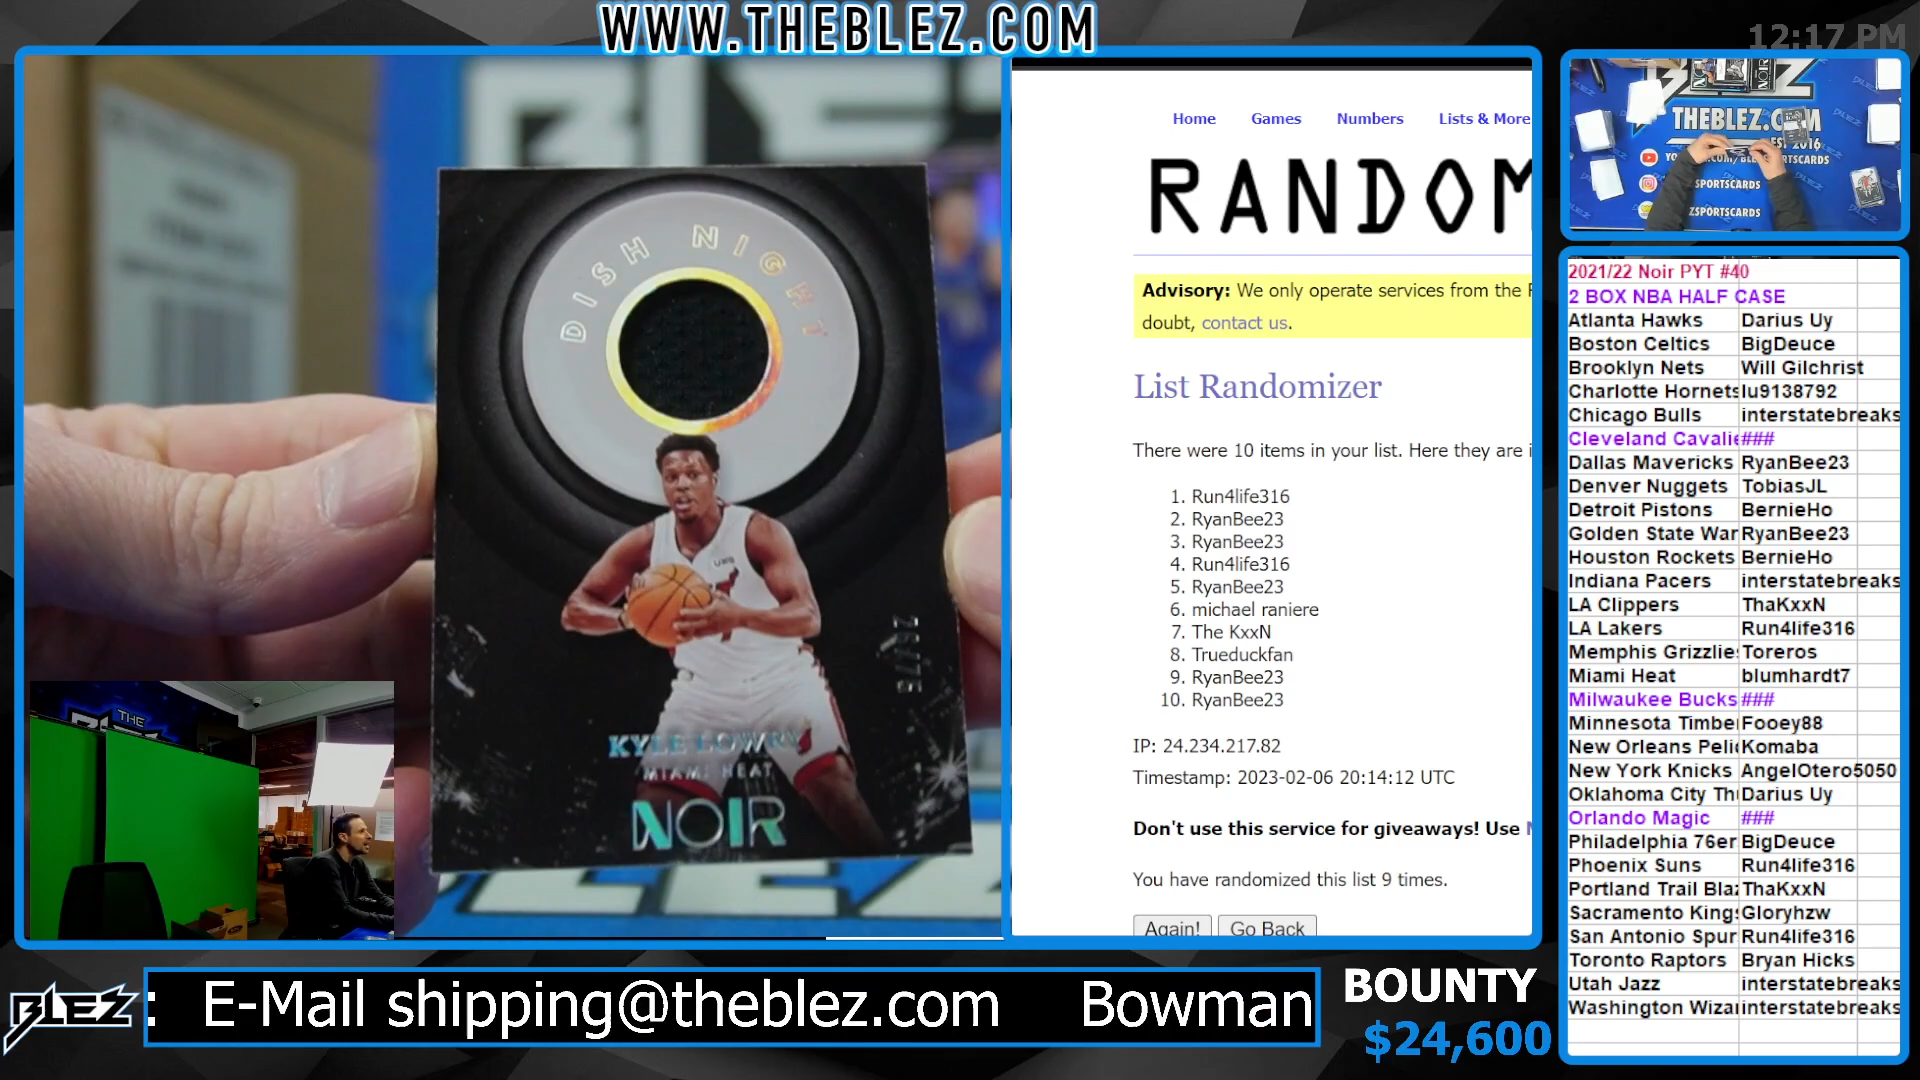 WWW.THEBLEZ.COM
12:17 PM
DISH NIGHT
26/75
KYLE LOWRY
MIAMI HEAT
NOIR
THE
Home Games Numbers Lists & More
RANDOM
Advisory: We only operate services from the
doubt, contact us.
List Randomizer
There were 10 items in your list. Here they are i
1. Run4life316
2. RyanBee23
3. RyanBee23
4. Run4life316
5. RyanBee23
6. michael raniere
7. The KxxN
8. Trueduckfan
9. RyanBee23
10. RyanBee23
IP: 24.234.217.82
Timestamp: 2023-02-06 20:14:12 UTC
Don't use this service for giveaways! Use
You have randomized this list 9 times.
Again! Go Back
NOIR
THEBLEZ.COM
EST 2016
SPORTSCARDS
ZSPORTSCARDS
2021/22 Noir PYT #40
2 BOX NBA HALF CASE
Atlanta Hawks Darius Uy
Boston Celtics BigDeuce
Brooklyn Nets Will Gilchrist
Charlotte Hornets lu9138792
Chicago Bulls interstatebreaks
Cleveland Cavalie ###
Dallas Mavericks RyanBee23
Denver Nuggets TobiasJL
Detroit Pistons BernieHo
Golden State War RyanBee23
Houston Rockets BernieHo
Indiana Pacers interstatebreaks
LA Clippers ThaKxxN
LA Lakers Run4life316
Memphis Grizzlie Toreros
Miami Heat blumhardt7
Milwaukee Bucks ###
Minnesota Timbe Fooey88
New Orleans Peli Komaba
New York Knicks AngelOtero5050
Oklahoma City Th Darius Uy
Orlando Magic ###
Philadelphia 76er BigDeuce
Phoenix Suns Run4life316
Portland Trail Bla ThaKxxN
Sacramento Kings Gloryhzw
San Antonio Spur Run4life316
Toronto Raptors Bryan Hicks
Utah Jazz interstatebreaks
Washington Wiza interstatebreaks
BLEZ : E-Mail shipping@theblez.com Bowman
BOUNTY
$24,600